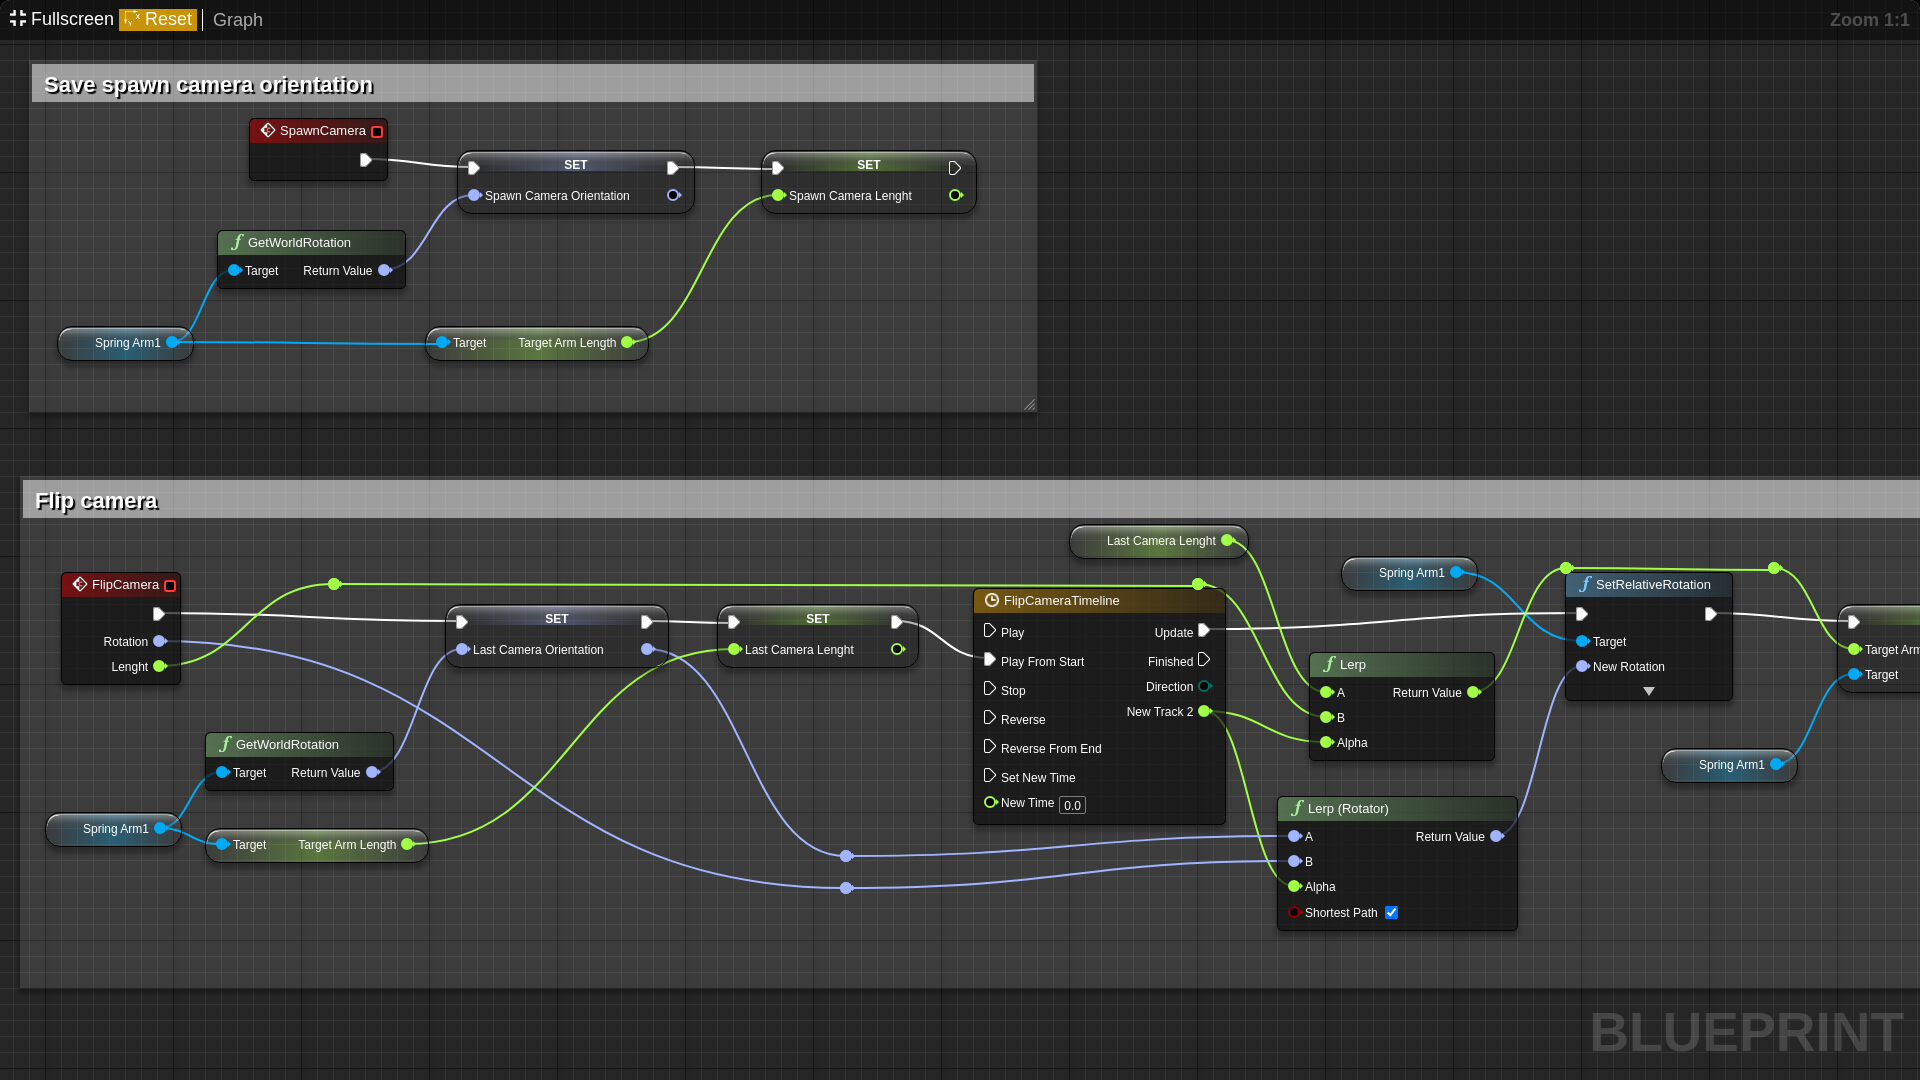 Fullscreen Reset Graph Zoom 1:1
Save spawn camera orientation
SpawnCamera
SET
Spawn Camera Orientation
SET
Spawn Camera Lenght
GetWorldRotation
Target Return Value
Spring Arm1
Target Target Arm Length
Flip camera
Last Camera Lenght
FlipCamera
Rotation
Lenght
SET
Last Camera Orientation
SET
Last Camera Lenght
GetWorldRotation
Target Return Value
Spring Arm1
Target Target Arm Length
FlipCameraTimeline
Play Update
Play From Start Finished
Stop Direction
Reverse New Track 2
Reverse From End
Set New Time
New Time 0.0
Lerp
A Return Value
B
Alpha
Lerp (Rotator)
A Return Value
B
Alpha
Shortest Path
Spring Arm1
SetRelativeRotation
Target
New Rotation
Target Arm
Target
Spring Arm1
BLUEPRINT